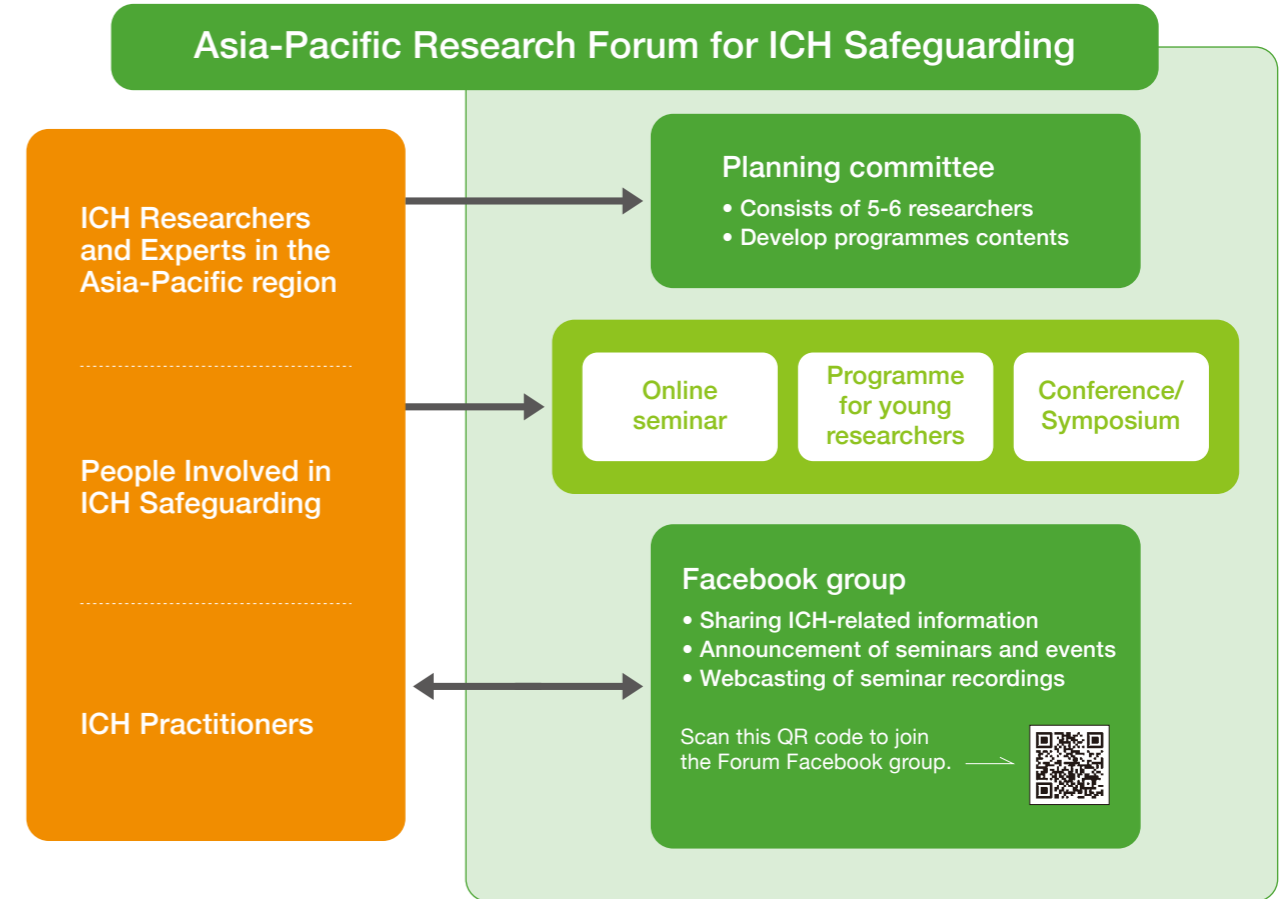 Asia-Pacific Research Forum for ICH Safeguarding
ICH Researchers
and Experts in the
Asia-Pacific region
People Involved in
ICH Safeguarding
ICH Practitioners
Planning committee
• Consists of 5-6 researchers
• Develop programmes contents
Online
seminar
Programme
for young
researchers
Conference/
Symposium
Facebook group
• Sharing ICH-related information
• Announcement of seminars and events
• Webcasting of seminar recordings
Scan this QR code to join
the Forum Facebook group.